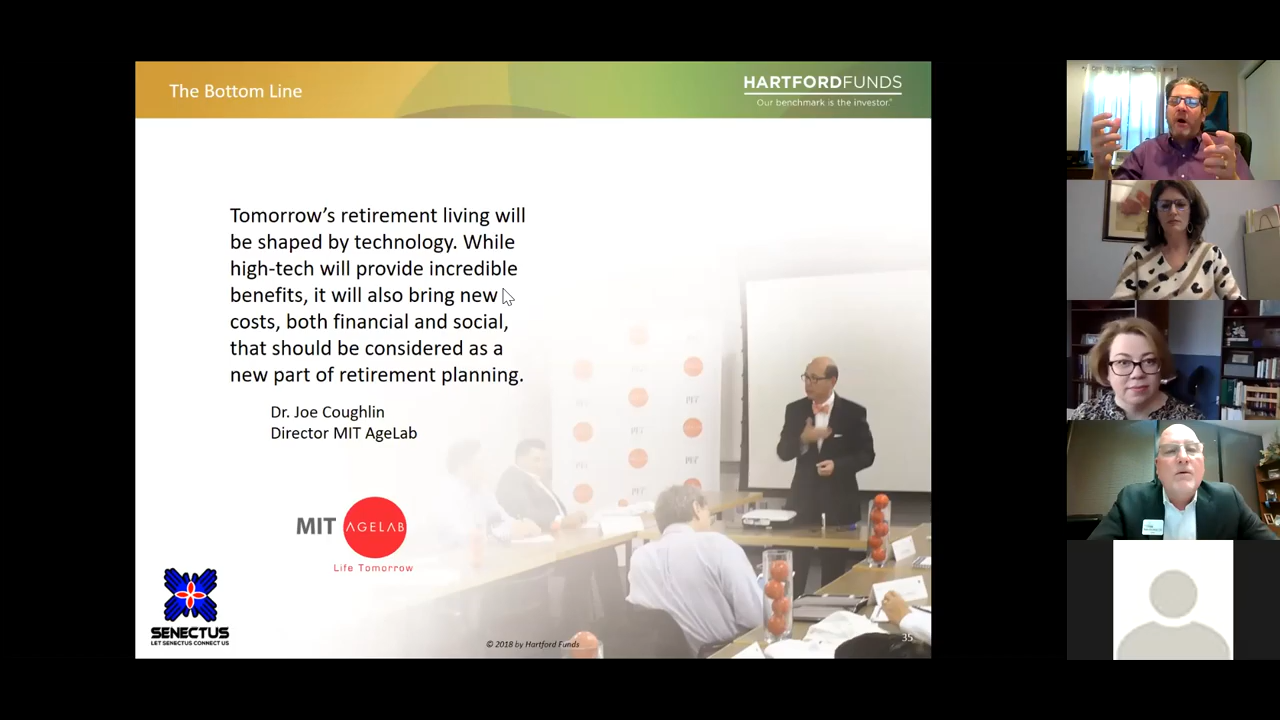 The Bottom Line
HARTFORDFUNDS
Our benchmark is the investor.®
Tomorrow’s retirement living will
be shaped by technology. While
high-tech will provide incredible
benefits, it will also bring new
costs, both financial and social,
that should be considered as a
new part of retirement planning.
Dr. Joe Coughlin
Director MIT AgeLab
MIT AGELAB
Life Tomorrow
SENECTUS
LET SENECTUS CONNECT US
© 2018 by Hartford Funds
35